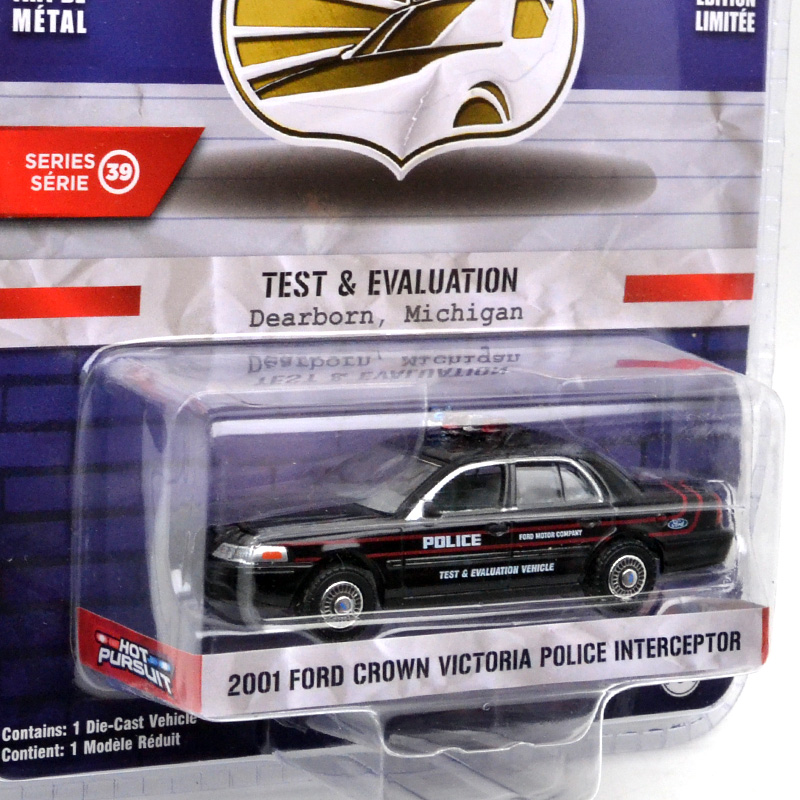 MÉTAL
ÉDITION
LIMITÉE
SERIES
SÉRIE
39
TEST & EVALUATION
Dearborn, Michigan
POLICE
FORD MOTOR COMPANY
Ford
TEST & EVALUATION VEHICLE
HOT
PURSUIT
2001 FORD CROWN VICTORIA POLICE INTERCEPTOR
Contains: 1 Die-Cast Vehicle
Contient: 1 Modèle Réduit